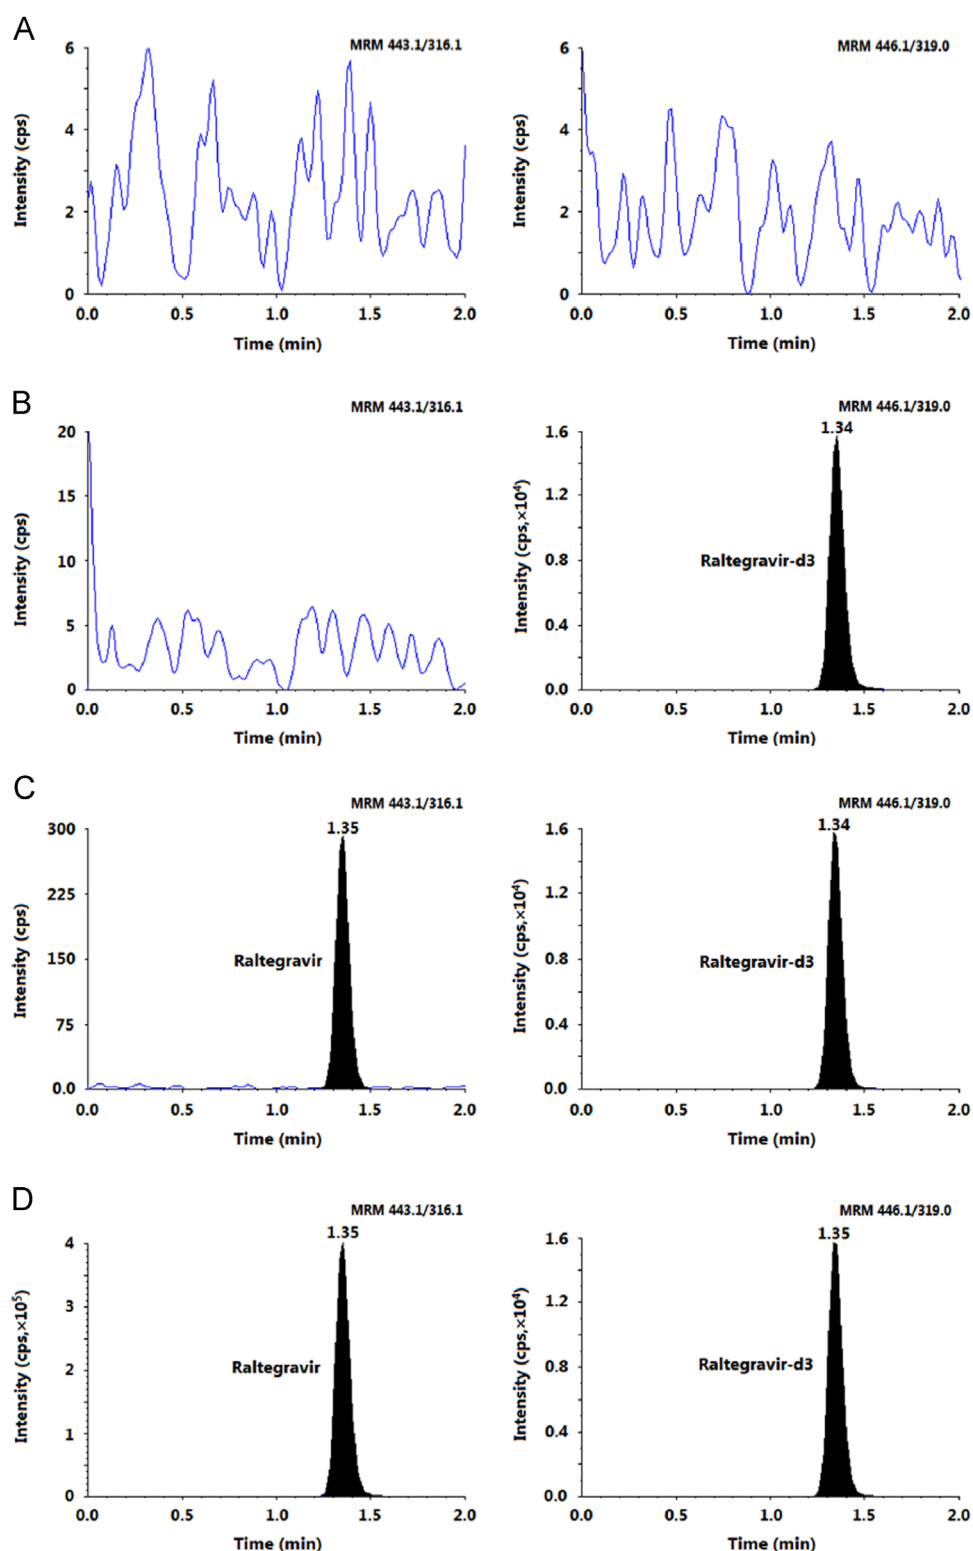 A
MRM 443.1/316.1
Intensity (cps)
6
4
2
0
0.0 0.5 1.0 1.5 2.0
Time (min)
MRM 446.1/319.0
Intensity (cps)
6
4
2
0
0.0 0.5 1.0 1.5 2.0
Time (min)
B
MRM 443.1/316.1
Intensity (cps)
20
15
10
5
0
0.0 0.5 1.0 1.5 2.0
Time (min)
MRM 446.1/319.0
1.34
Intensity (cps,×10⁴)
1.6
1.2
0.8
0.4
0.0
Raltegravir-d3
0.0 0.5 1.0 1.5 2.0
Time (min)
C
MRM 443.1/316.1
1.35
Intensity (cps)
300
225
150
75
0.0
Raltegravir
0.0 0.5 1.0 1.5 2.0
Time (min)
MRM 446.1/319.0
1.34
Intensity (cps,×10⁴)
1.6
1.2
0.8
0.4
0.0
Raltegravir-d3
0.0 0.5 1.0 1.5 2.0
Time (min)
D
MRM 443.1/316.1
1.35
Intensity (cps,×10⁵)
4
3
2
1
0
Raltegravir
0.0 0.5 1.0 1.5 2.0
Time (min)
MRM 446.1/319.0
1.35
Intensity (cps,×10⁴)
1.6
1.2
0.8
0.4
0.0
Raltegravir-d3
0.0 0.5 1.0 1.5 2.0
Time (min)